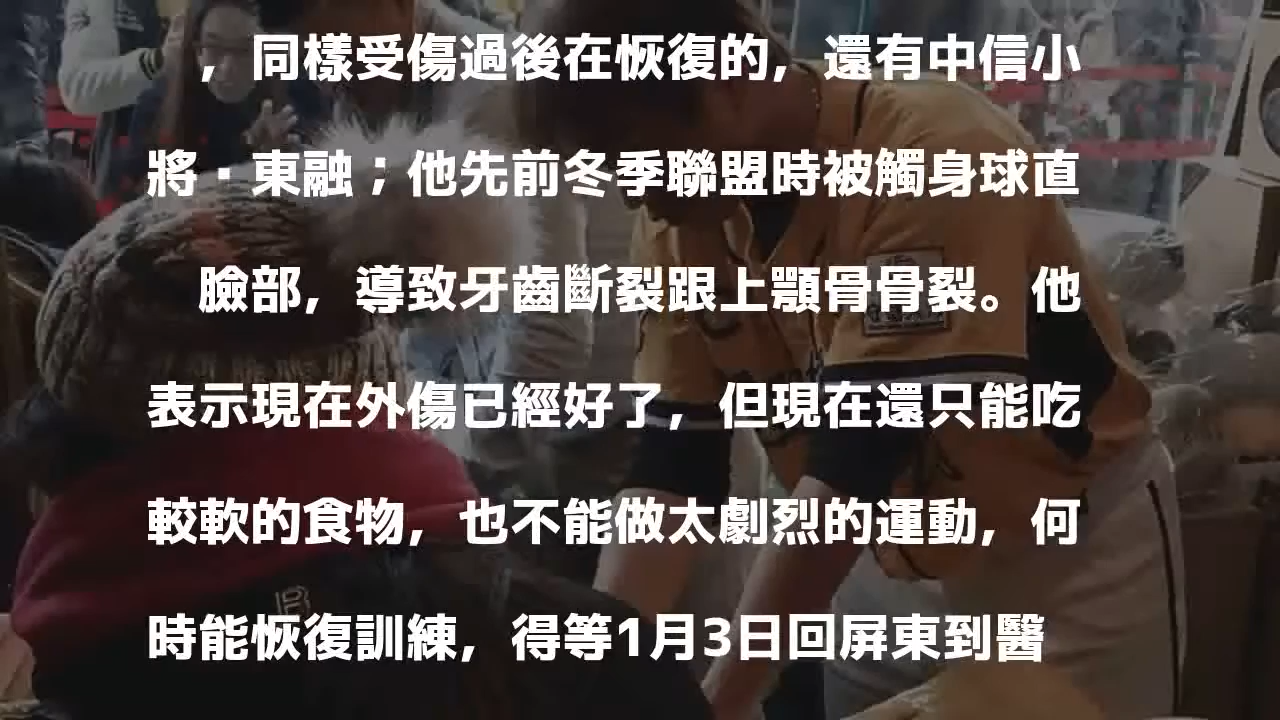 ，同樣受傷過後在恢復的，還有中信小
將·東融；他先前冬季聯盟時被觸身球直
臉部，導致牙齒斷裂跟上顎骨骨裂。他
表示現在外傷已經好了，但現在還只能吃
較軟的食物，也不能做太劇烈的運動，何
時能恢復訓練，得等1月3日回屏東到醫